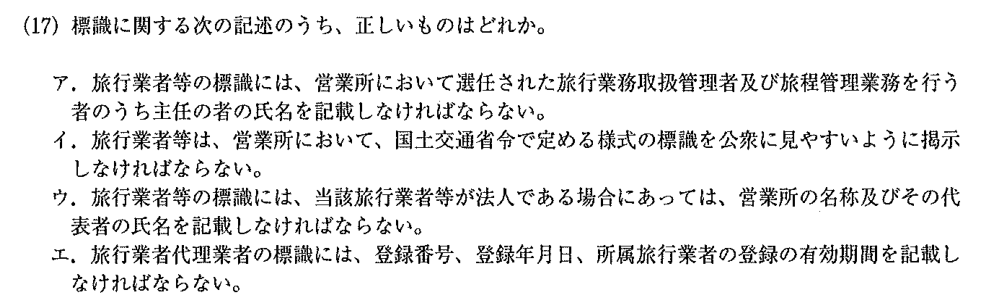 (17) 標識に関する次の記述のうち、正しいものはどれか。
ア．旅行業者等の標識には、営業所において選任された旅行業務取扱管理者及び旅程管理業務を行う
者のうち主任の者の氏名を記載しなければならない。
イ．旅行業者等は、営業所において、国土交通省令で定める様式の標識を公衆に見やすいように掲示
しなければならない。
ウ．旅行業者等の標識には、当該旅行業者等が法人である場合にあっては、営業所の名称及びその代
表者の氏名を記載しなければならない。
エ．旅行業者代理業者の標識には、登録番号、登録年月日、所属旅行業者の登録の有効期間を記載し
なければならない。